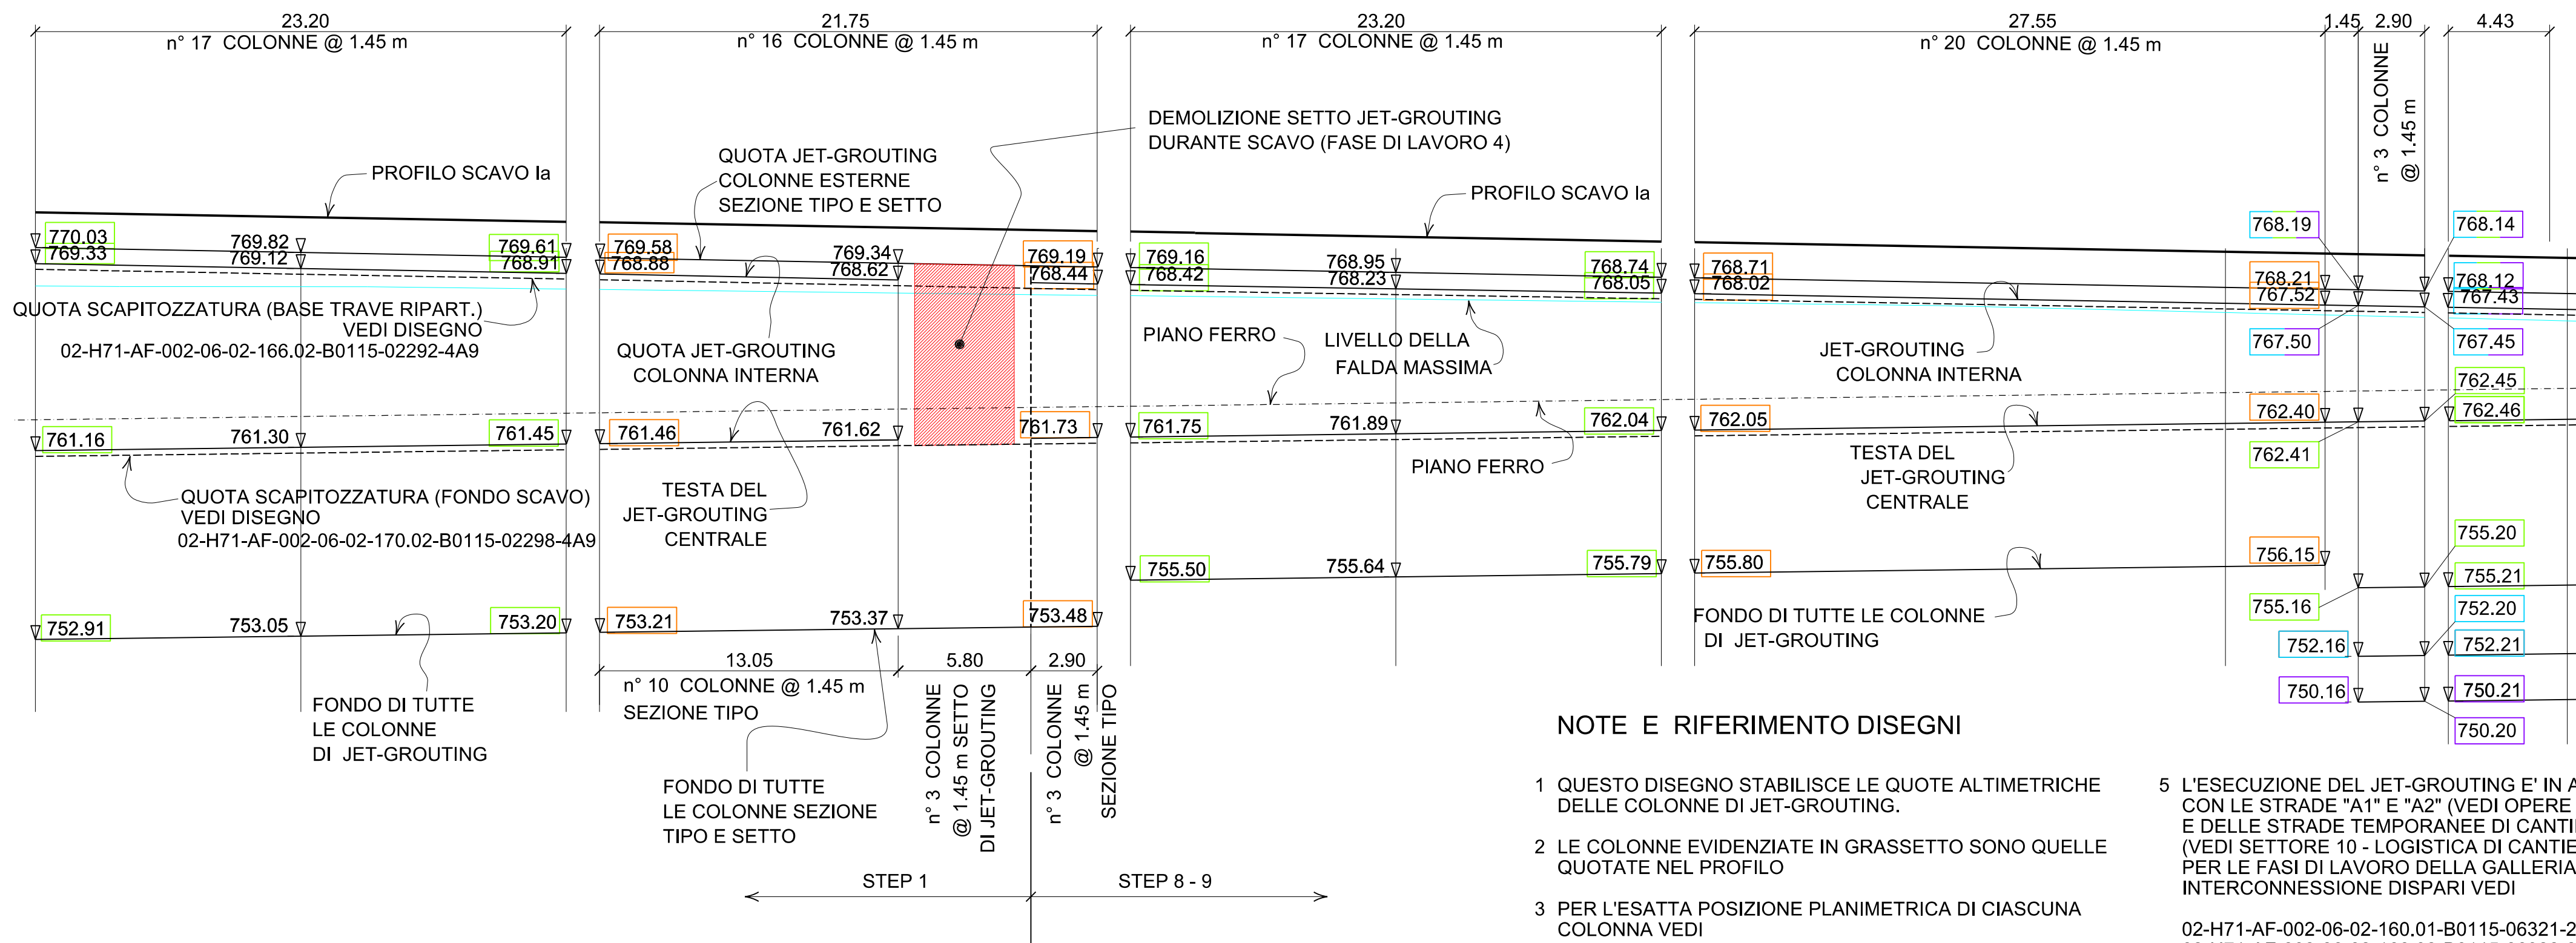 23.20
n° 17 COLONNE @ 1.45 m
21.75
n° 16 COLONNE @ 1.45 m
23.20
n° 17 COLONNE @ 1.45 m
27.55
n° 20 COLONNE @ 1.45 m
1.45
2.90
4.43
n° 3 COLONNE
@ 1.45 m
PROFILO SCAVO Ia
QUOTA JET-GROUTING
COLONNE ESTERNE
SEZIONE TIPO E SETTO
DEMOLIZIONE SETTO JET-GROUTING
DURANTE SCAVO (FASE DI LAVORO 4)
PROFILO SCAVO Ia
770.03
769.33
769.82
769.12
769.61
768.91
769.58
768.88
769.34
768.62
769.19
768.44
769.16
768.42
768.95
768.23
768.74
768.05
768.71
768.02
768.19
768.21
767.52
767.50
768.14
768.12
767.43
767.45
QUOTA SCAPITOZZATURA (BASE TRAVE RIPART.)
VEDI DISEGNO
02-H71-AF-002-06-02-166.02-B0115-02292-4A9
QUOTA JET-GROUTING
COLONNA INTERNA
PIANO FERRO
LIVELLO DELLA
FALDA MASSIMA
JET-GROUTING
COLONNA INTERNA
761.16
761.30
761.45
761.46
761.62
761.73
761.75
761.89
762.04
762.05
762.40
762.41
762.45
762.46
QUOTA SCAPITOZZATURA (FONDO SCAVO)
VEDI DISEGNO
02-H71-AF-002-06-02-170.02-B0115-02298-4A9
TESTA DEL
JET-GROUTING
CENTRALE
PIANO FERRO
TESTA DEL
JET-GROUTING
CENTRALE
752.91
753.05
753.20
753.21
753.37
753.48
755.50
755.64
755.79
755.80
756.15
755.16
752.16
750.16
755.20
755.21
752.20
752.21
750.21
750.20
FONDO DI TUTTE LE COLONNE
DI JET-GROUTING
13.05
5.80
2.90
n° 10 COLONNE @ 1.45 m
SEZIONE TIPO
n° 3 COLONNE
@ 1.45 m SETTO
DI JET-GROUTING
n° 3 COLONNE
@ 1.45 m
SEZIONE TIPO
FONDO DI TUTTE
LE COLONNE
DI JET-GROUTING
FONDO DI TUTTE
LE COLONNE SEZIONE
TIPO E SETTO
STEP 1
STEP 8 - 9
NOTE E RIFERIMENTO DISEGNI
1 QUESTO DISEGNO STABILISCE LE QUOTE ALTIMETRICHE
DELLE COLONNE DI JET-GROUTING.
2 LE COLONNE EVIDENZIATE IN GRASSETTO SONO QUELLE
QUOTATE NEL PROFILO
3 PER L'ESATTA POSIZIONE PLANIMETRICA DI CIASCUNA
COLONNA VEDI
5 L'ESECUZIONE DEL JET-GROUTING E' IN
CON LE STRADE "A1" E "A2" (VEDI OPERE
E DELLE STRADE TEMPORANEE DI
(VEDI SETTORE 10 - LOGISTICA DI
PER LE FASI DI LAVORO DELLA GALLERIA
INTERCONNESSIONE DISPARI VEDI
02-H71-AF-002-06-02-160.01-B0115-06321-2